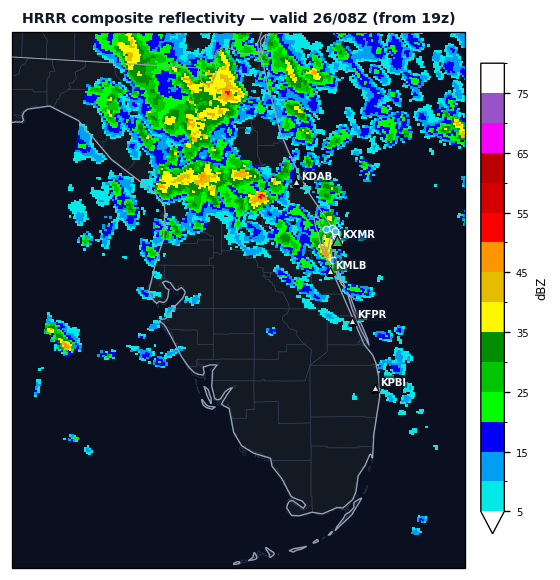 HRRR composite reflectivity — valid 26/08Z (from 19z)
KDAB
KXMR
KMLB
KFPR
KPBI
75
65
55
45
35
25
15
5
dBZ